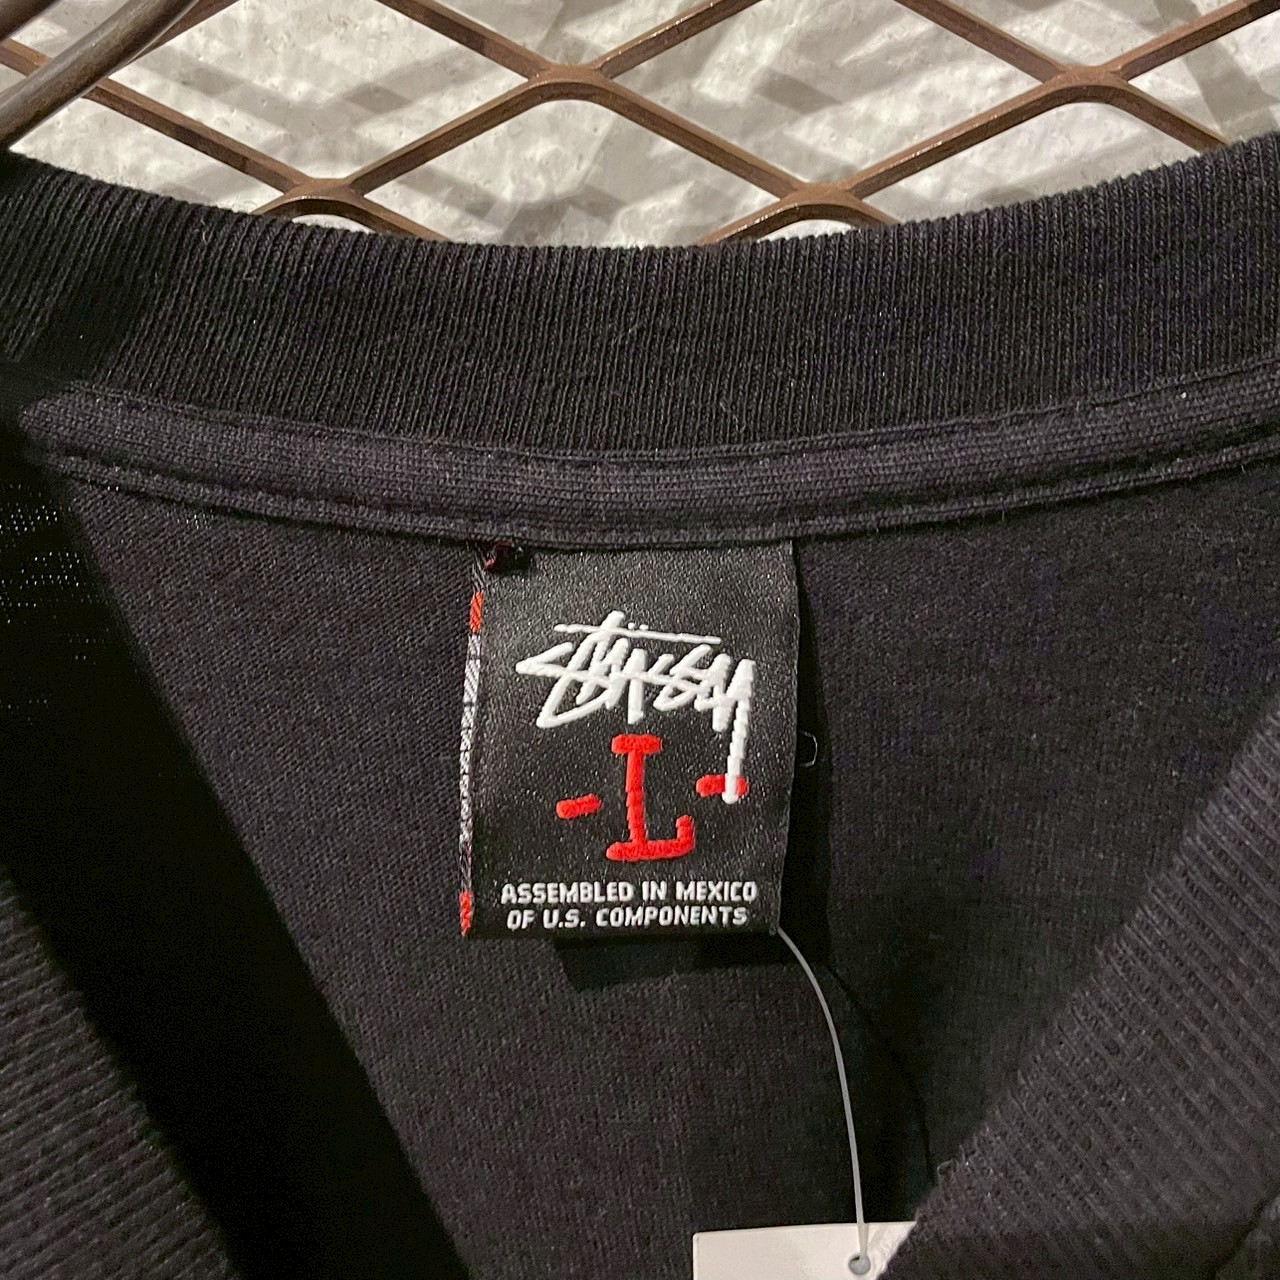 STÜSSY
-L-
ASSEMBLED IN MEXICO
OF U.S. COMPONENTS